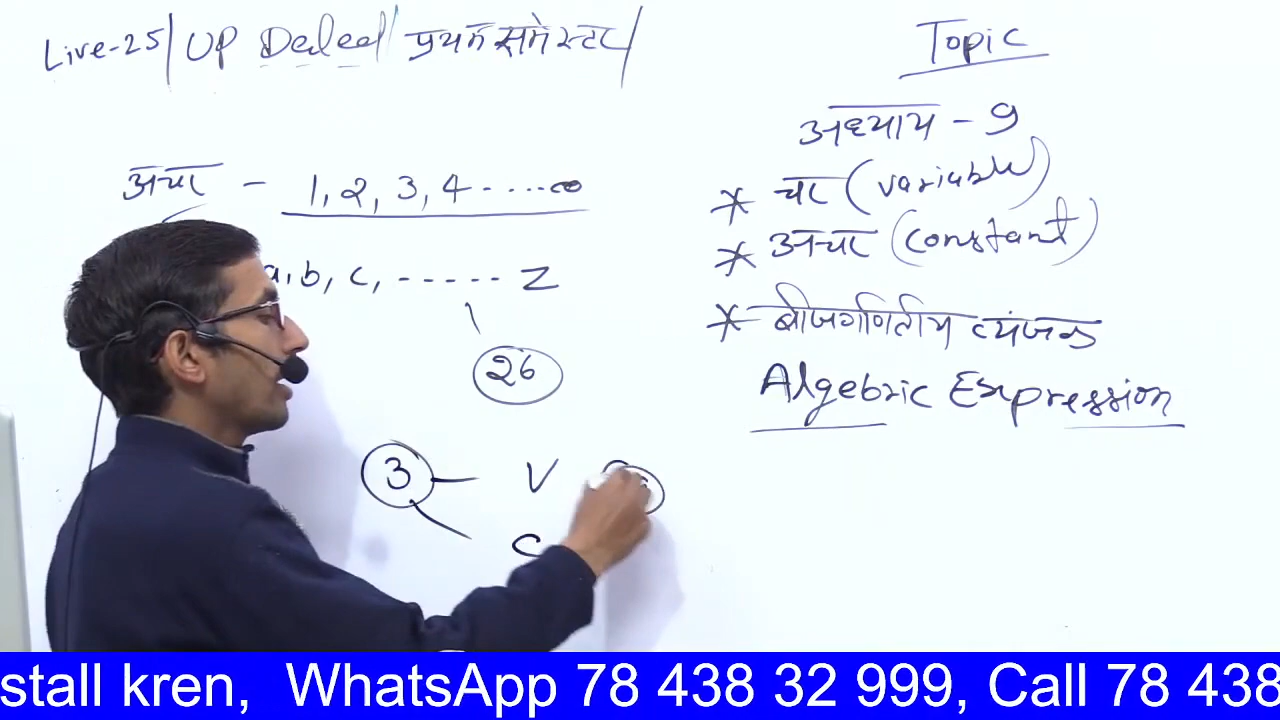 Live-25/ UP Deled/ प्रथम समेस्टर/
अचर - 1, 2, 3, 4 ......∞
a, b, c, ------ Z
26
3 V
C
Topic
अध्याय - 9
* चर (variable)
* अचर (constant)
* बीजगणितीय व्यंजक
Algebric Expression
stall kren, WhatsApp 78 438 32 999, Call 78 438